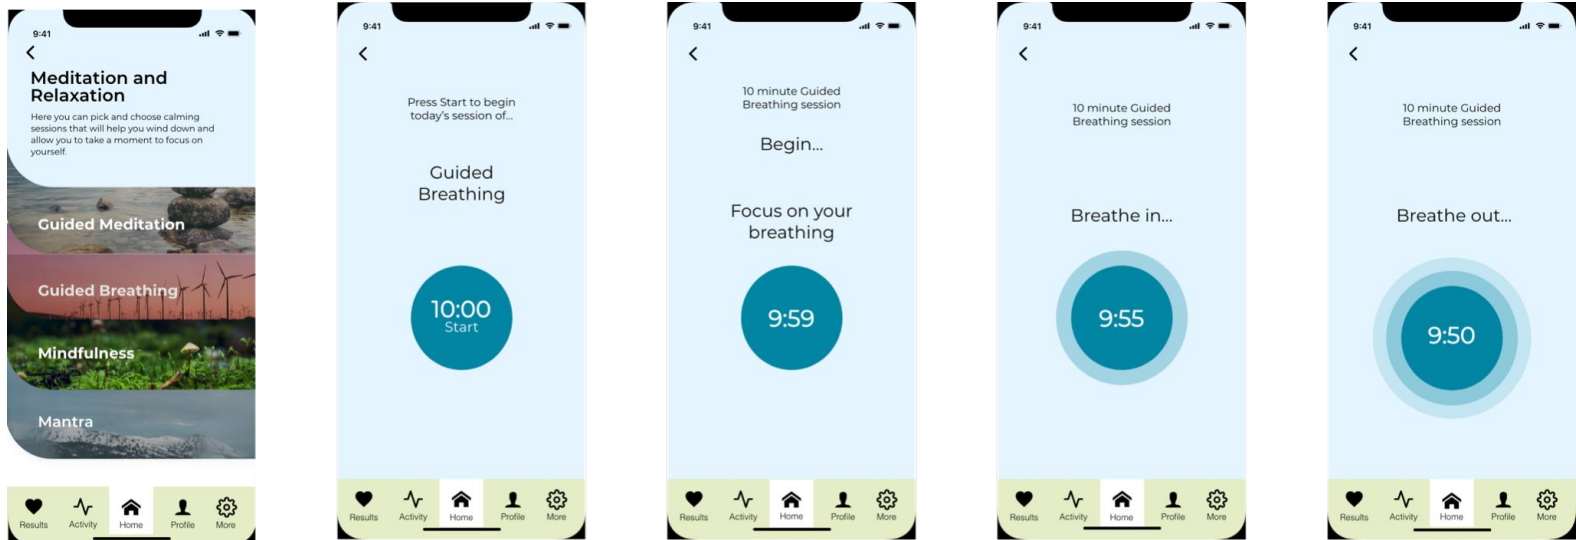 9:41
Meditation and
Relaxation
Here you can pick and choose calming
sessions that will help you wind down and
allow you to take a moment to focus on
yourself.
Guided Meditation
Guided Breathing
Mindfulness
Mantra
Results Activity Home Profile More
9:41
Press Start to begin
today's session of...
Guided
Breathing
10:00
Start
Results Activity Home Profile More
9:41
10 minute Guided
Breathing session
Begin...
Focus on your
breathing
9:59
Results Activity Home Profile More
9:41
10 minute Guided
Breathing session
Breathe in...
9:55
Results Activity Home Profile More
9:41
10 minute Guided
Breathing session
Breathe out...
9:50
Results Activity Home Profile More